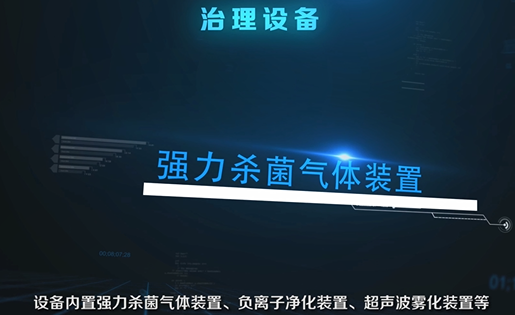 治理设备
强力杀菌气体装置
设备内置强力杀菌气体装置、负离子净化装置、超声波雾化装置等